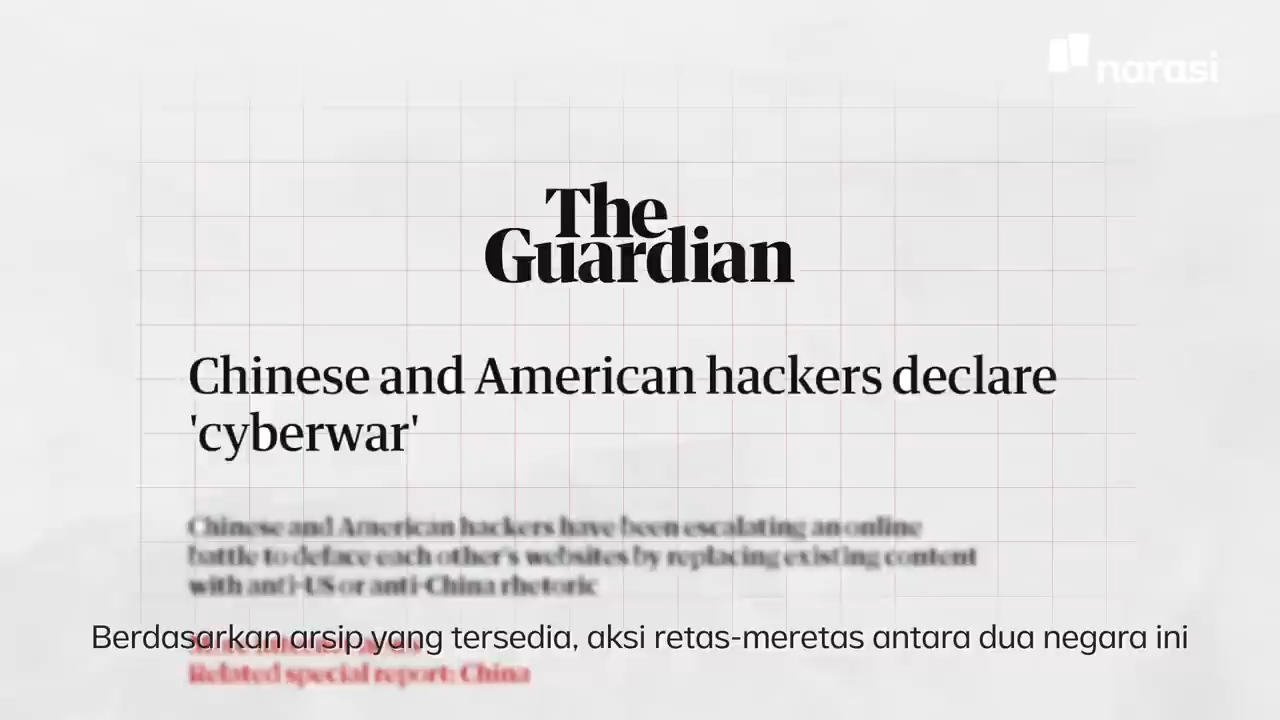 narasi
The
Guardian
Chinese and American hackers declare
'cyberwar'
Chinese and American hackers have been escalating an online
battle to deface each other's websites by replacing existing content
with anti-US or anti-China rhetoric
Berdasarkan arsip yang tersedia, aksi retas-meretas antara dua negara ini
Related special report: China